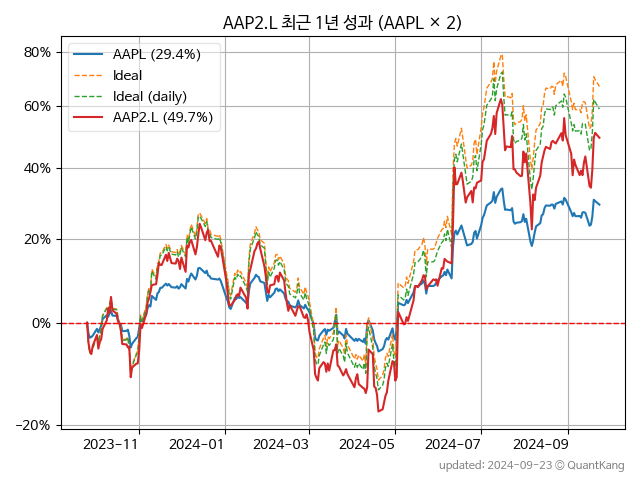 AAP2.L 최근 1년 성과 (AAPL × 2)
AAPL (29.4%)
Ideal
Ideal (daily)
AAP2.L (49.7%)
80%
60%
40%
20%
0%
−20%
2023−11
2024−01
2024−03
2024−05
2024−07
2024−09
updated: 2024-09-23 © QuantKang